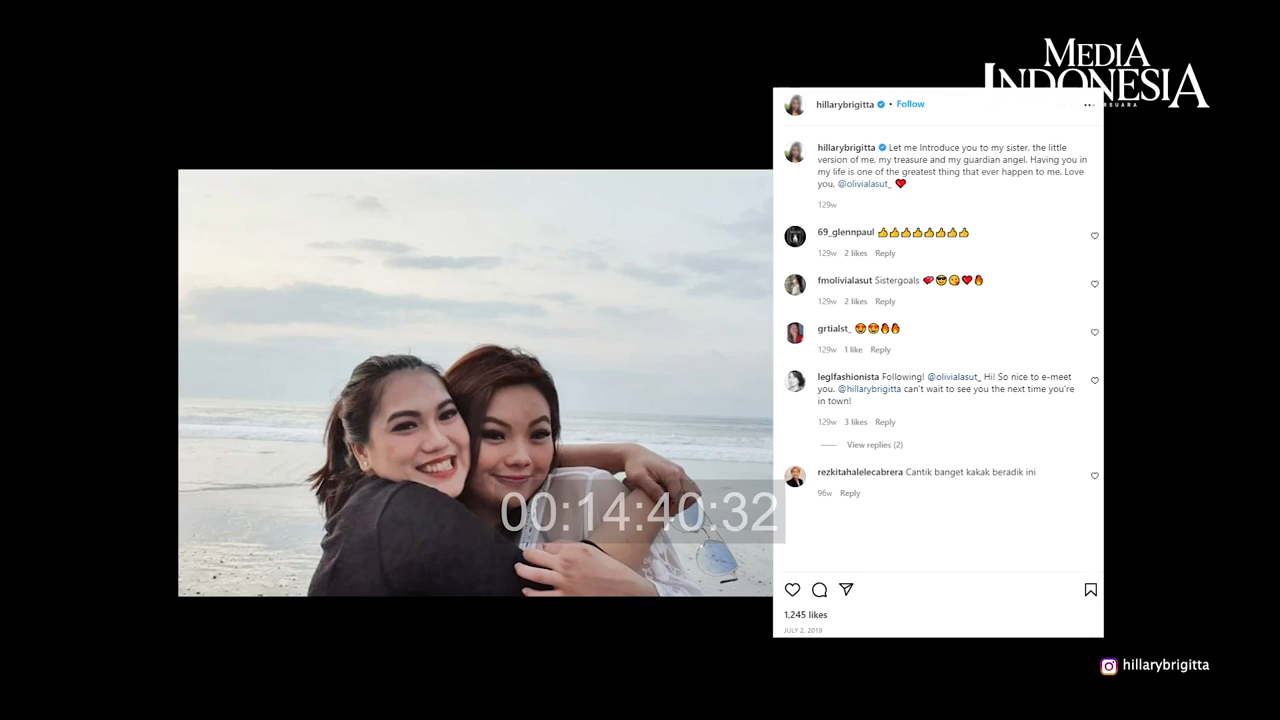 MEDIA
INDONESIA
hillarybrigitta • Follow
hillarybrigitta Let me Introduce you to my sister, the little
version of me, my treasure and my guardian angel. Having you in
my life is one of the greatest thing that ever happen to me. Love
you, @olivialasut_ ❤️
129w
69_glennpaul 👍👍👍👍👍👍👍👍
129w 2 likes Reply
fmolivialasut Sistergoals 💝😎😘❤️🔥
129w 2 likes Reply
grtialst_ 😍😍🔥🔥
129w 1 like Reply
leglfashionista Following! @olivialasut_ Hi! So nice to e-meet
you. @hillarybrigitta can't wait to see you the next time you're
in town!
129w 3 likes Reply
View replies (2)
rezkitahalelecabrera Cantik banget kakak beradik ini
96w Reply
00:14:40:32
1,245 likes
JULY 2, 2019
hillarybrigitta